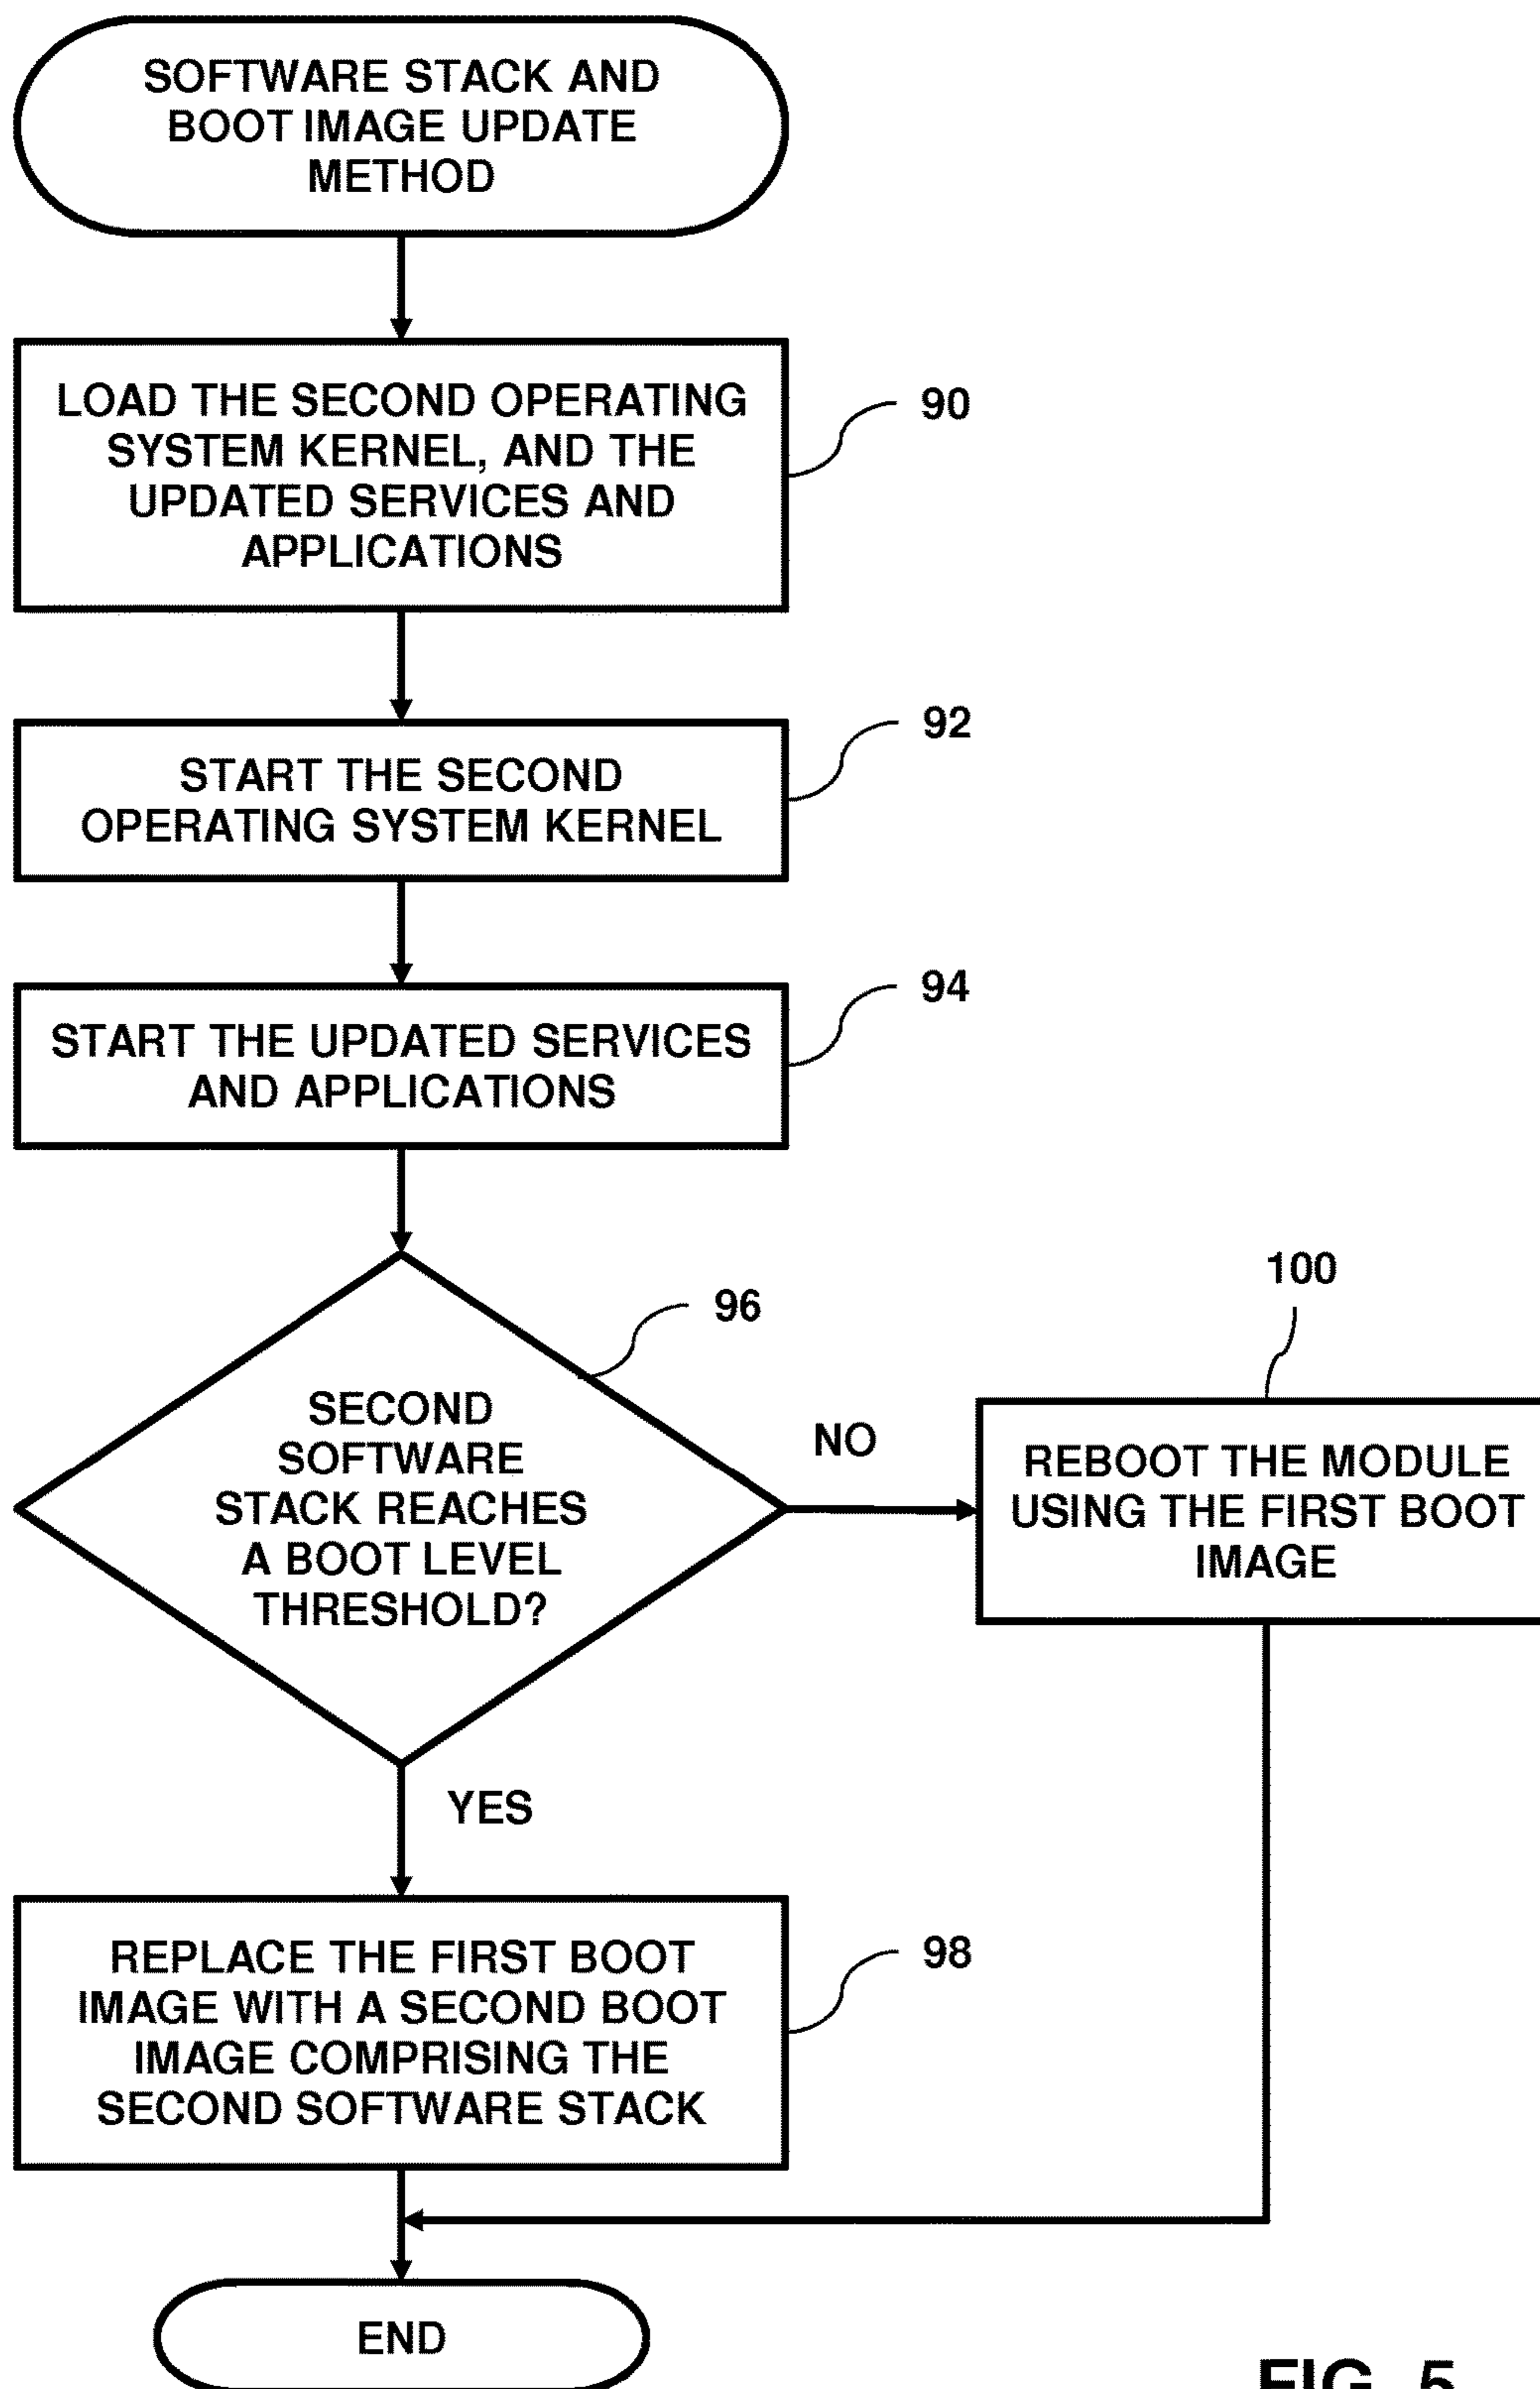 SOFTWARE STACK AND
BOOT IMAGE UPDATE
METHOD
LOAD THE SECOND OPERATING
SYSTEM KERNEL, AND THE
UPDATED SERVICES AND
APPLICATIONS
90
START THE SECOND
OPERATING SYSTEM KERNEL
92
START THE UPDATED SERVICES
AND APPLICATIONS
94
SECOND
SOFTWARE
STACK REACHES
A BOOT LEVEL
THRESHOLD?
96
NO
100
REBOOT THE MODULE
USING THE FIRST BOOT
IMAGE
YES
REPLACE THE FIRST BOOT
IMAGE WITH A SECOND BOOT
IMAGE COMPRISING THE
SECOND SOFTWARE STACK
98
END
FIG. 5